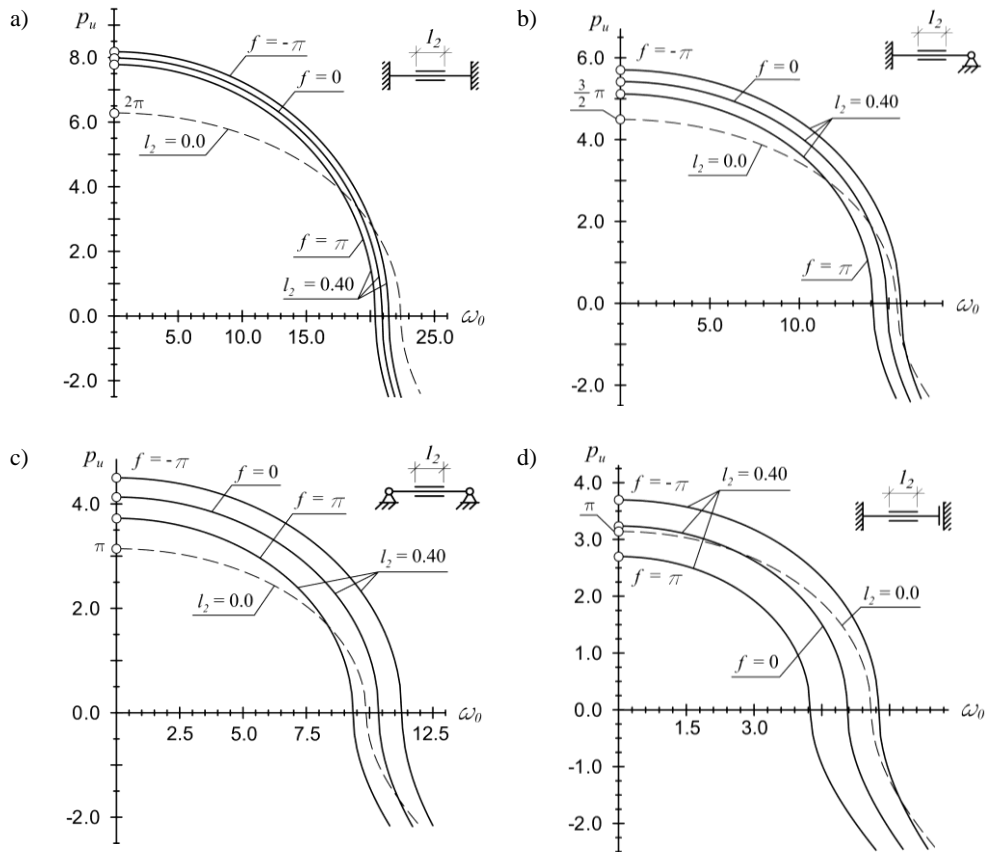 a)
p_u
8.0
6.0
4.0
2.0
0.0
-2.0
2π
f = -π
f = 0
l_2
l_2 = 0.0
f = π
l_2 = 0.40
5.0 10.0 15.0 25.0
ω_0
b)
p_u
6.0
4.0
2.0
0.0
-2.0
3/2 π
f = -π
f = 0
l_2
l_2 = 0.40
l_2 = 0.0
f = π
5.0 10.0
ω_0
c)
p_u
4.0
π
2.0
0.0
-2.0
f = -π
f = 0
l_2
f = π
l_2 = 0.40
l_2 = 0.0
2.5 5.0 7.5 12.5
ω_0
d)
p_u
4.0
π
3.0
2.0
1.0
0.0
-1.0
-2.0
f = -π
l_2 = 0.40
l_2
f = π
l_2 = 0.0
f = 0
1.5 3.0
ω_0